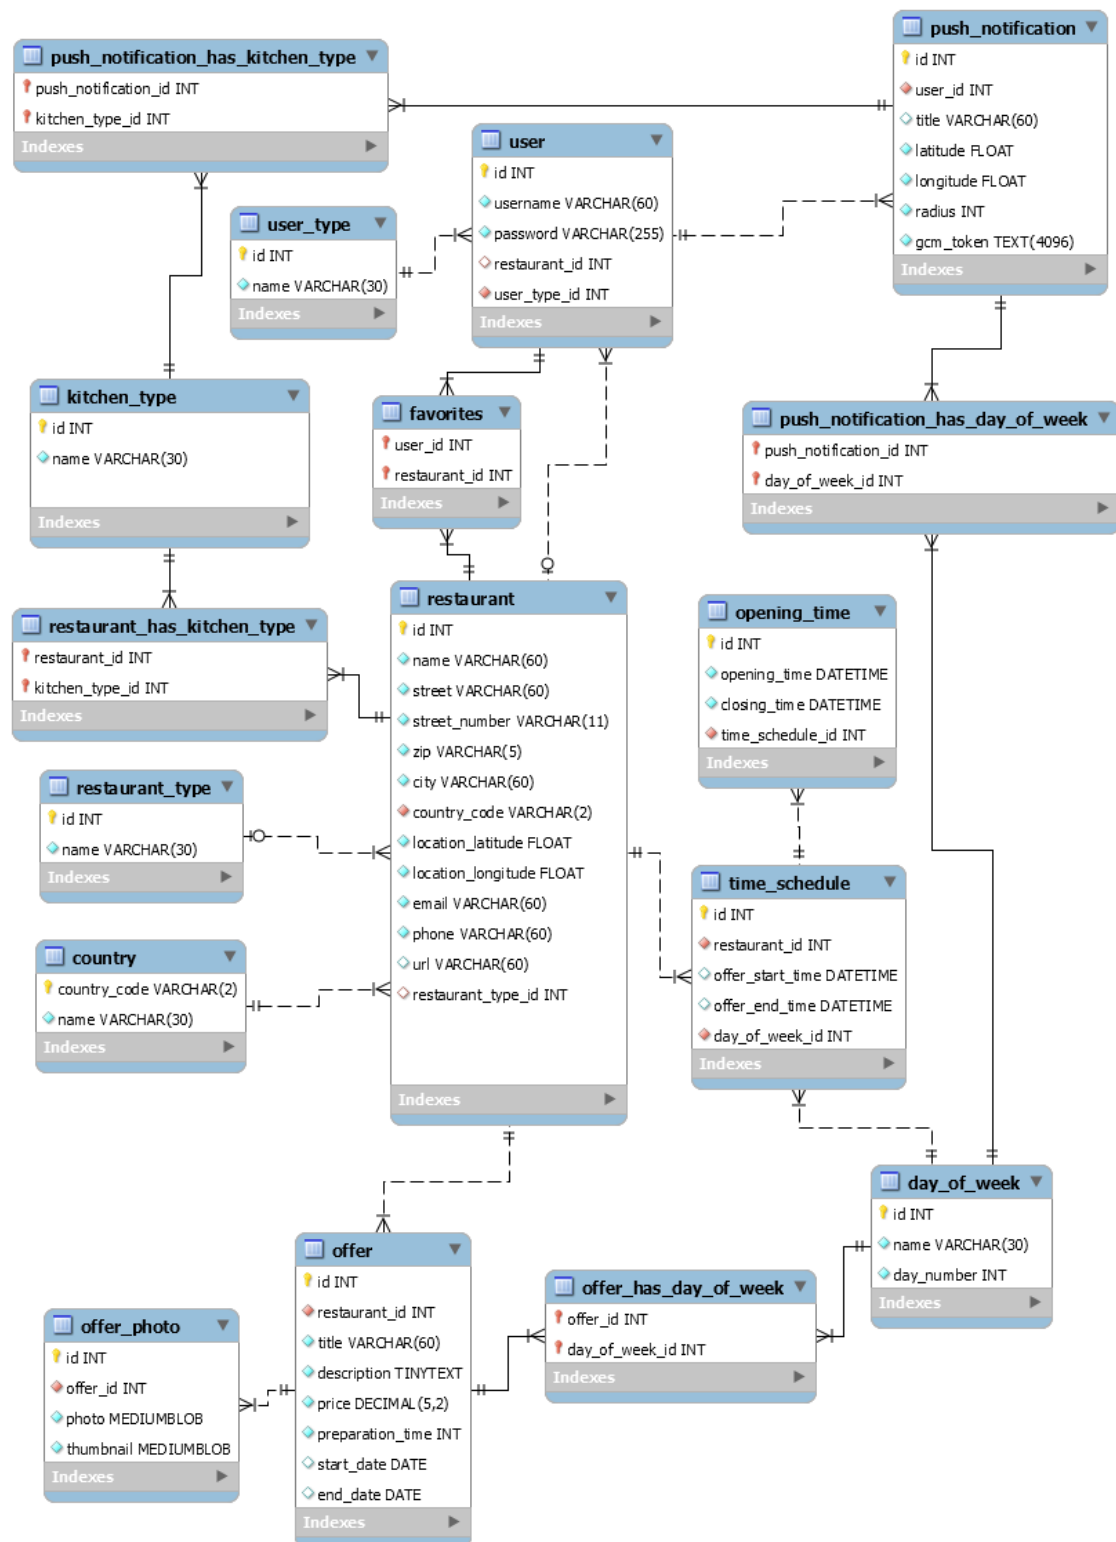 push_notification_has_kitchen_type
push_notification_id INT
kitchen_type_id INT
Indexes
push_notification
id INT
user_id INT
title VARCHAR(60)
latitude FLOAT
longitude FLOAT
radius INT
gcm_token TEXT(4096)
Indexes
user
id INT
username VARCHAR(60)
password VARCHAR(255)
restaurant_id INT
user_type_id INT
Indexes
user_type
id INT
name VARCHAR(30)
Indexes
kitchen_type
id INT
name VARCHAR(30)
Indexes
favorites
user_id INT
restaurant_id INT
Indexes
push_notification_has_day_of_week
push_notification_id INT
day_of_week_id INT
Indexes
restaurant_has_kitchen_type
restaurant_id INT
kitchen_type_id INT
Indexes
restaurant
id INT
name VARCHAR(60)
street VARCHAR(60)
street_number VARCHAR(11)
zip VARCHAR(5)
city VARCHAR(60)
country_code VARCHAR(2)
location_latitude FLOAT
location_longitude FLOAT
email VARCHAR(60)
phone VARCHAR(60)
url VARCHAR(60)
restaurant_type_id INT
Indexes
opening_time
id INT
opening_time DATETIME
closing_time DATETIME
time_schedule_id INT
Indexes
restaurant_type
id INT
name VARCHAR(30)
Indexes
time_schedule
id INT
restaurant_id INT
offer_start_time DATETIME
offer_end_time DATETIME
day_of_week_id INT
Indexes
country
country_code VARCHAR(2)
name VARCHAR(30)
Indexes
day_of_week
id INT
name VARCHAR(30)
day_number INT
Indexes
offer
id INT
restaurant_id INT
title VARCHAR(60)
description TINYTEXT
price DECIMAL(5,2)
preparation_time INT
start_date DATE
end_date DATE
Indexes
offer_has_day_of_week
offer_id INT
day_of_week_id INT
Indexes
offer_photo
id INT
offer_id INT
photo MEDIUMBLOB
thumbnail MEDIUMBLOB
Indexes